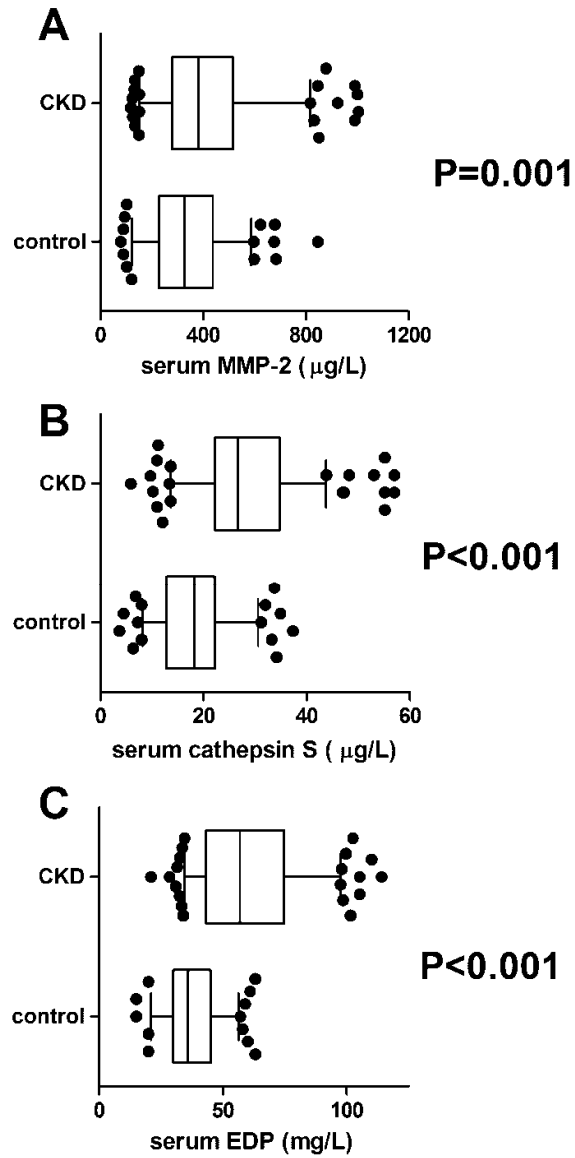 A
CKD
P=0.001
control
0 400 800 1200
serum MMP-2 ( μg/L)
B
CKD
P<0.001
control
0 20 40 60
serum cathepsin S ( μg/L)
C
CKD
P<0.001
control
0 50 100
serum EDP (mg/L)